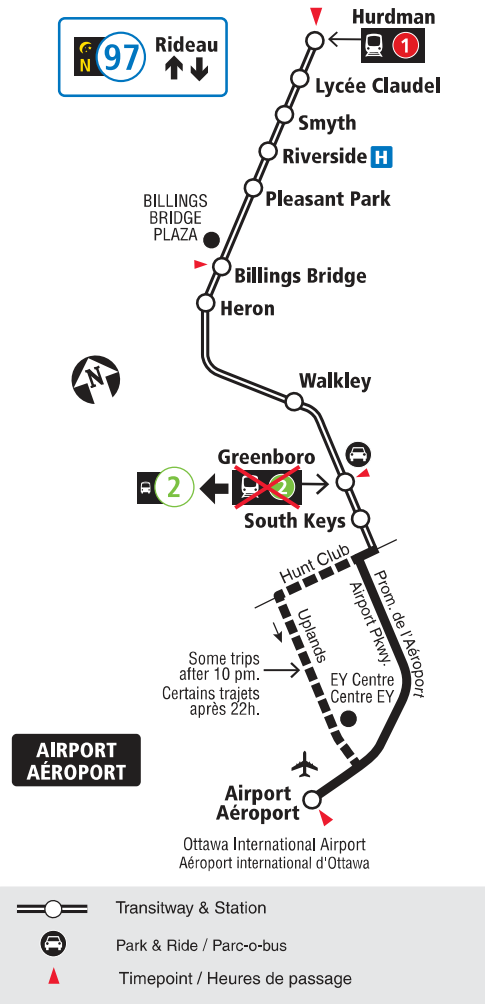 N 97 Rideau
Hurdman
1
Lycée Claudel
Smyth
Riverside H
Pleasant Park
BILLINGS
BRIDGE
PLAZA
Billings Bridge
Heron
N
Walkley
Greenboro
2 2
South Keys
Hunt Club
Prom. de l'Aéroport
Airport Pkwy.
Uplands
Some trips
after 10 pm.
Certains trajets
après 22h.
EY Centre
Centre EY
AIRPORT
AÉROPORT
Airport
Aéroport
Ottawa International Airport
Aéroport international d'Ottawa
Transitway & Station
Park & Ride / Parc-o-bus
Timepoint / Heures de passage